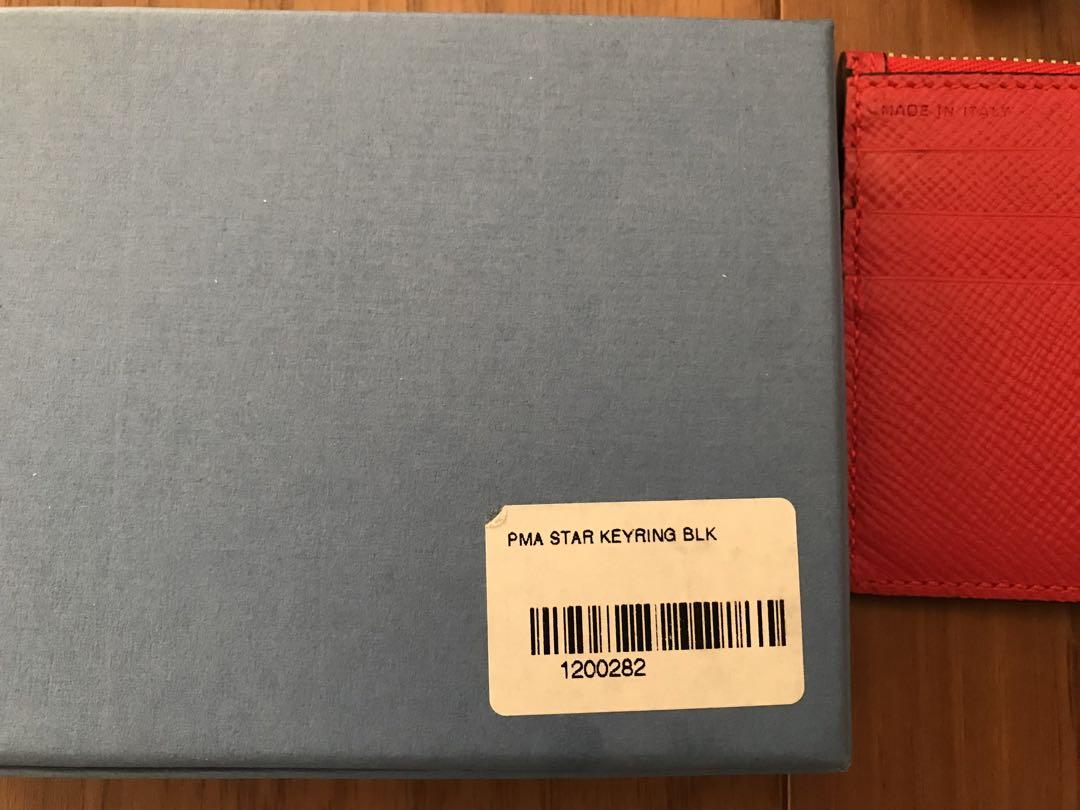 MADE IN ITALY
PMA STAR KEYRING BLK
1200282